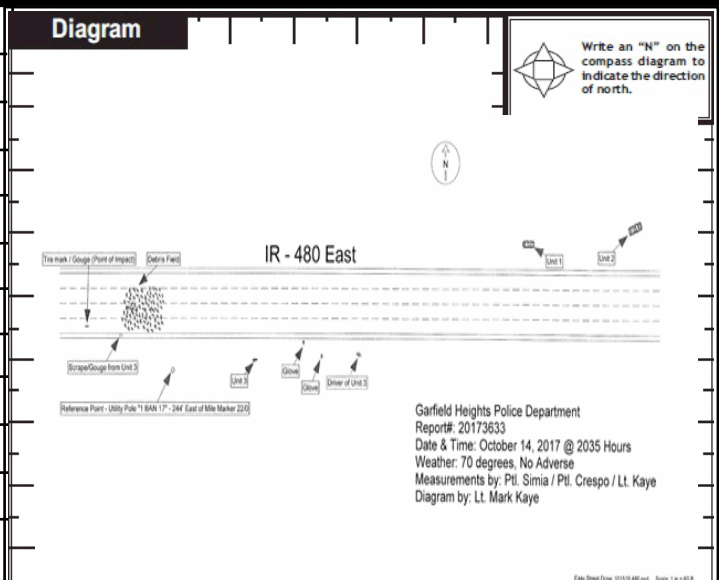 Diagram
Write an “N” on the
compass diagram to
indicate the direction
of north.
N
IR - 480 East
Unit 1
Unit 2
Tire mark / Gouge (Point of Impact)
Debris Field
Scrape/Gouge from Unit 3
Unit 3
Glove
Glove
Driver of Unit 3
Reference Point - Utility Pole "1 BAN 17" - 244' East of Mile Marker 22/0
Garfield Heights Police Department
Report#: 20173633
Date & Time: October 14, 2017 @ 2035 Hours
Weather: 70 degrees, No Adverse
Measurements by: Ptl. Simia / Ptl. Crespo / Lt. Kaye
Diagram by: Lt. Mark Kaye